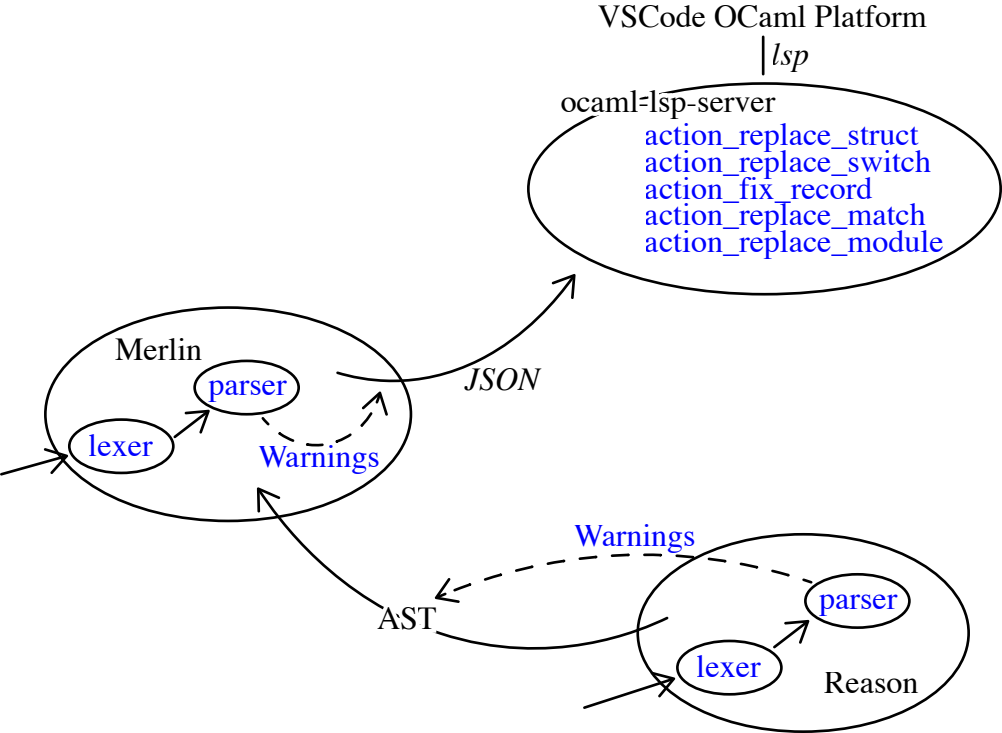 VSCode OCaml Platform
lsp
ocaml-lsp-server
action_replace_struct
action_replace_switch
action_fix_record
action_replace_match
action_replace_module
Merlin
parser
JSON
lexer
Warnings
Warnings
parser
AST
lexer
Reason